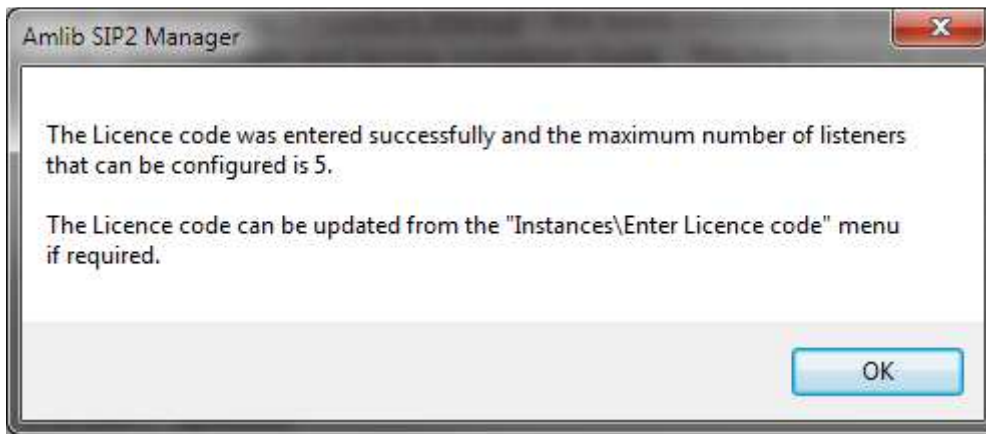 Amlib SIP2 Manager
The Licence code was entered successfully and the maximum number of listeners
that can be configured is 5.
The Licence code can be updated from the "Instances\Enter Licence code" menu
if required.
OK